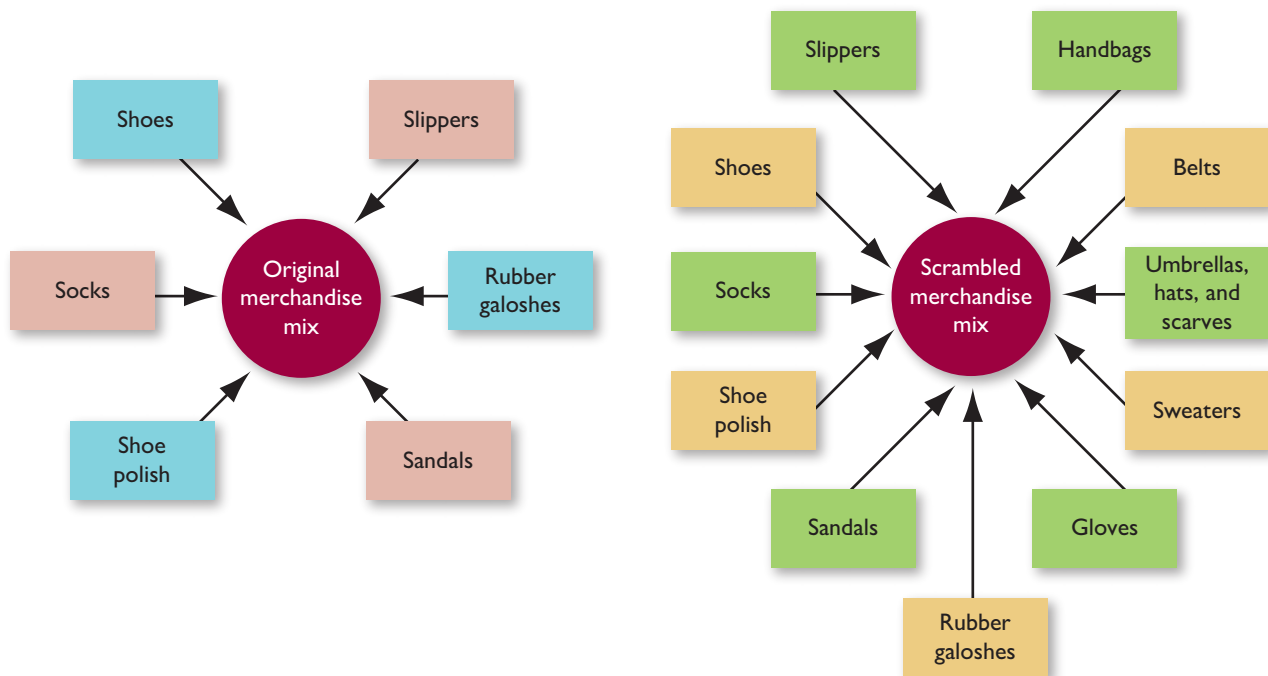 Shoes
Slippers
Socks
Original
merchandise
mix
Rubber
galoshes
Shoe
polish
Sandals
Slippers
Handbags
Shoes
Belts
Socks
Scrambled
merchandise
mix
Umbrellas,
hats, and
scarves
Shoe
polish
Sweaters
Sandals
Gloves
Rubber
galoshes